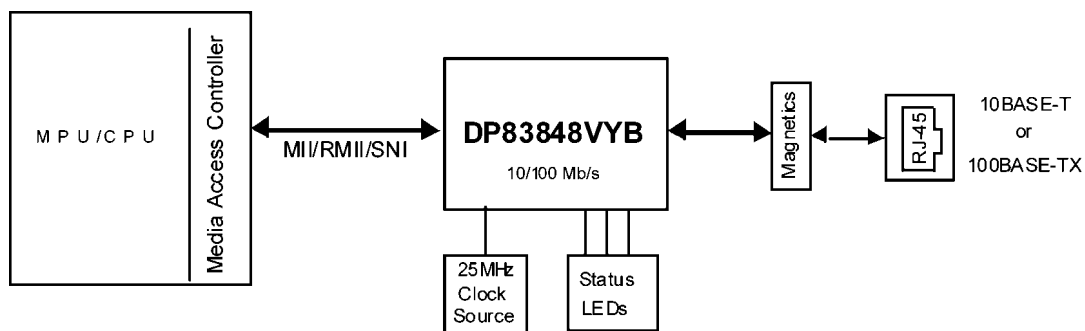 MPU/CPU
Media Access Controller
MII/RMII/SNI
DP83848VYB
10/100 Mb/s
25MHz
Clock
Source
Status
LEDs
Magnetics
RJ-45
10BASE-T
or
100BASE-TX